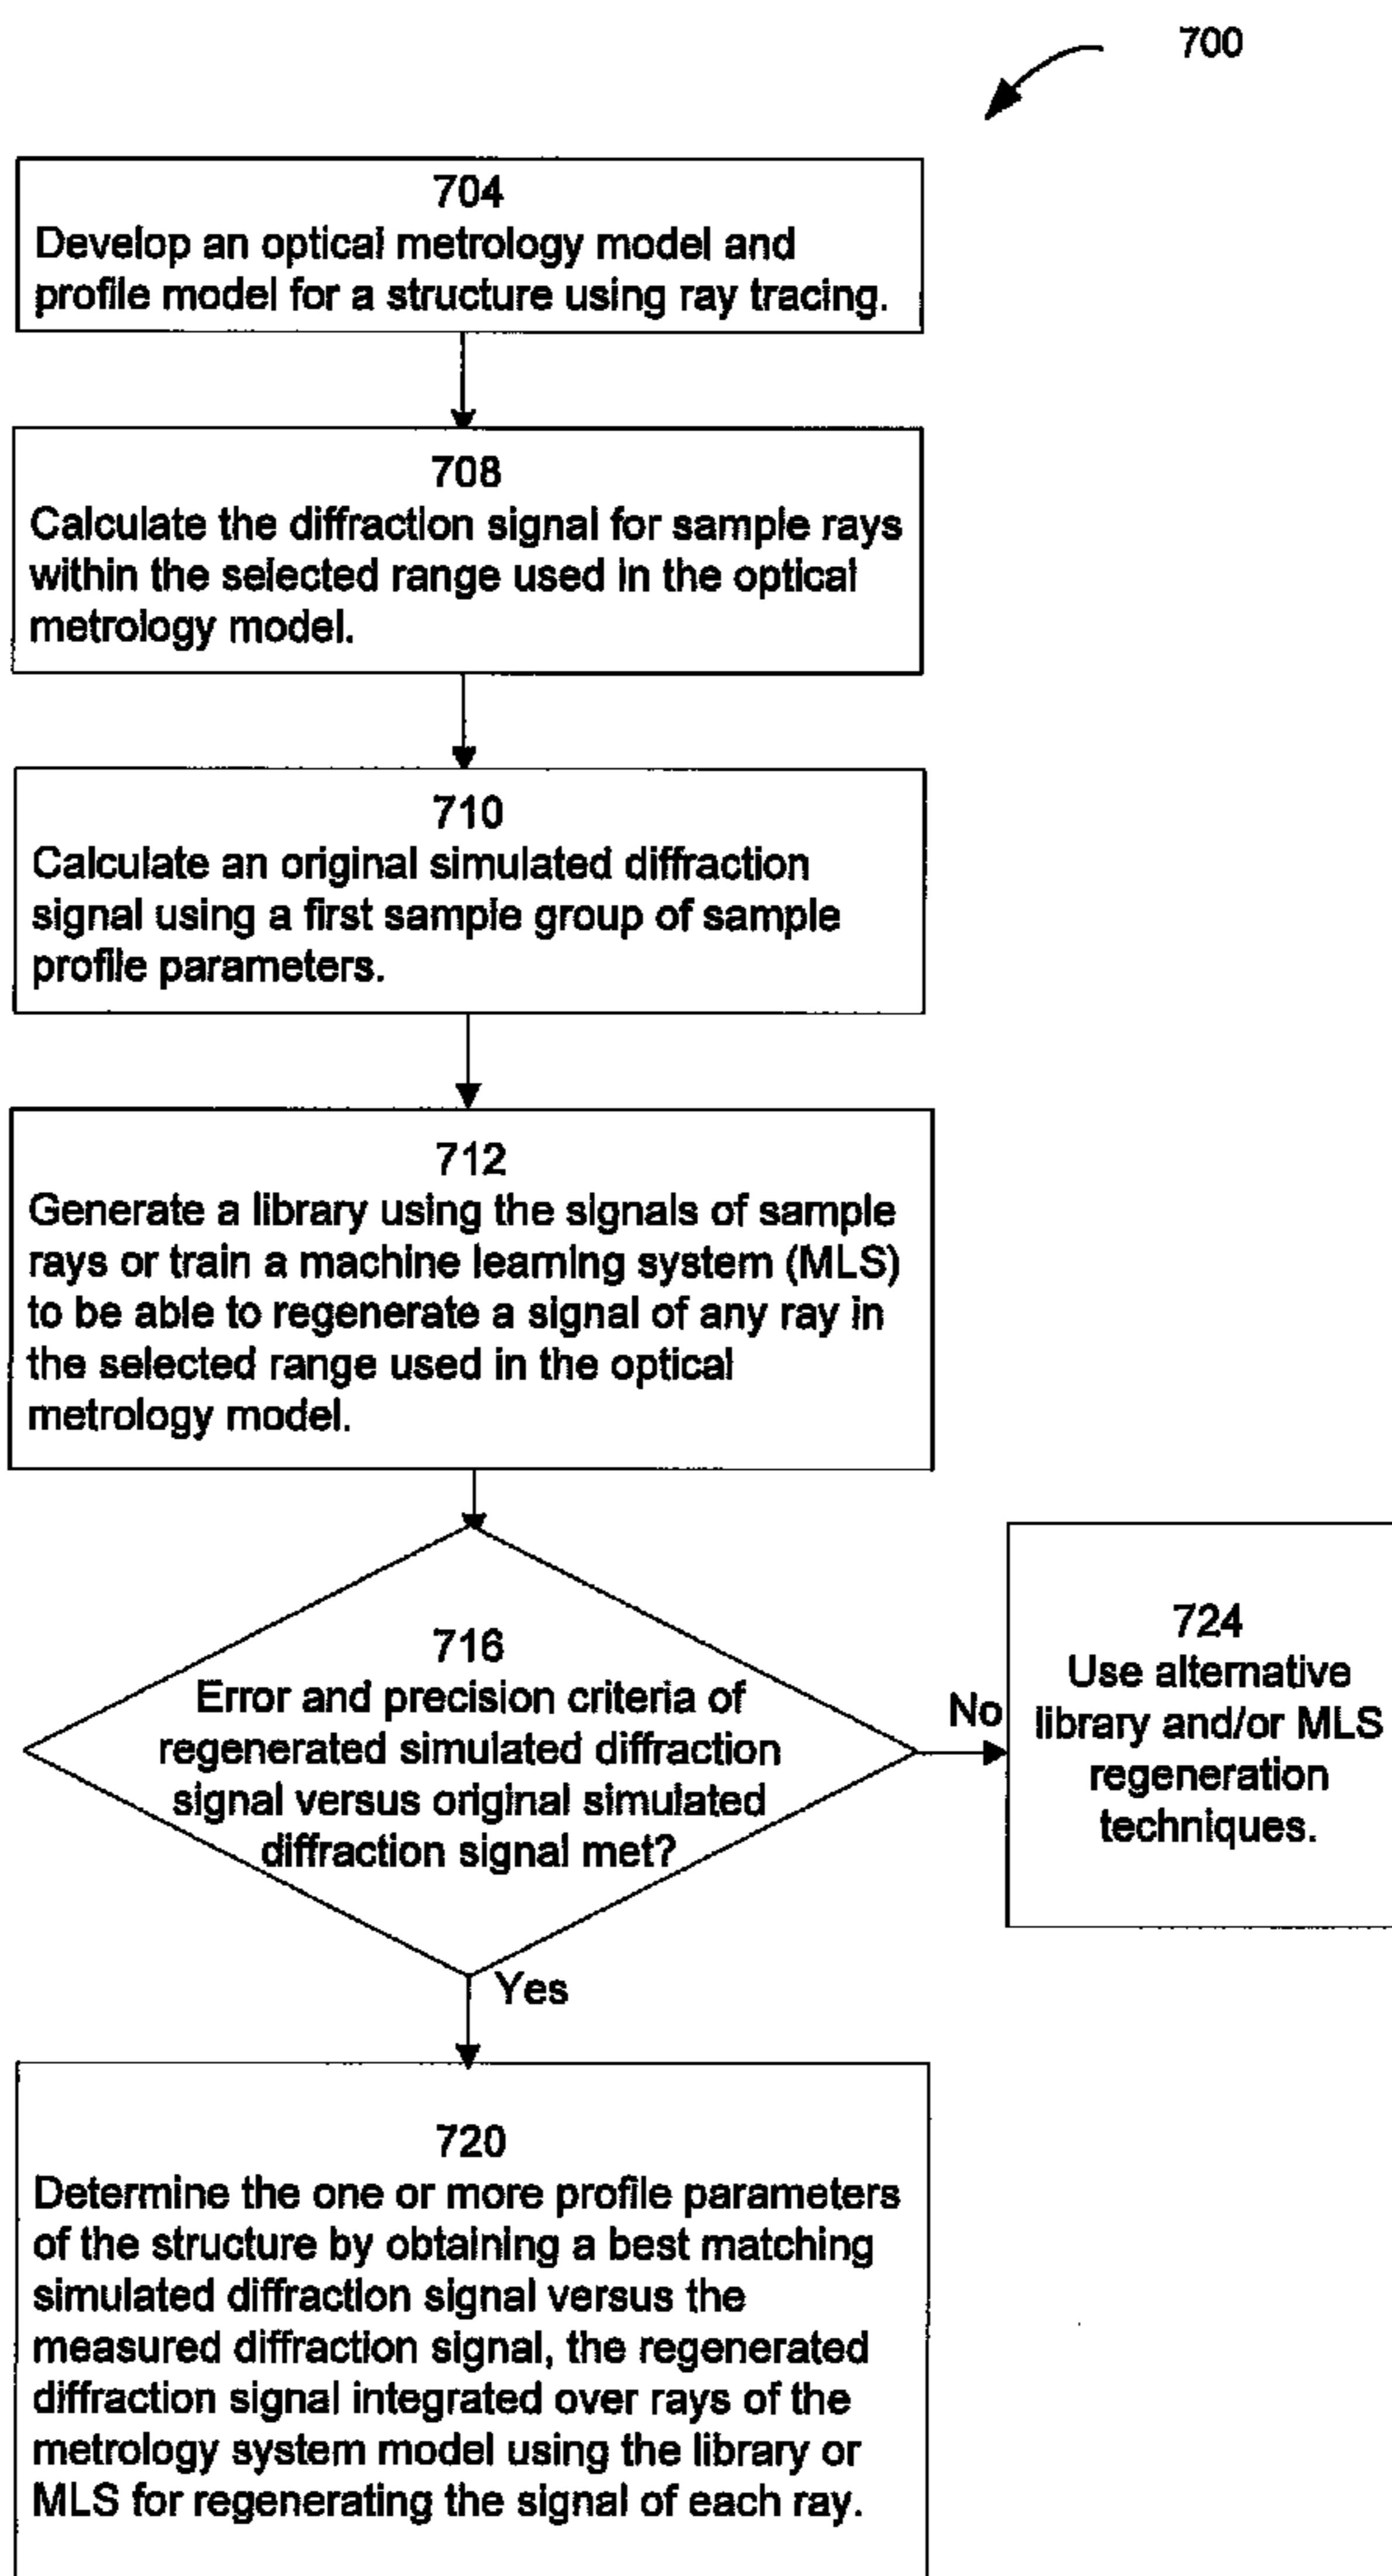 700
704
Develop an optical metrology model and
profile model for a structure using ray tracing.
708
Calculate the diffraction signal for sample rays
within the selected range used in the optical
metrology model.
710
Calculate an original simulated diffraction
signal using a first sample group of sample
profile parameters.
712
Generate a library using the signals of sample
rays or train a machine learning system (MLS)
to be able to regenerate a signal of any ray in
the selected range used in the optical
metrology model.
716
Error and precision criteria of
regenerated simulated diffraction
signal versus original simulated
diffraction signal met?
No
724
Use alternative
library and/or MLS
regeneration
techniques.
Yes
720
Determine the one or more profile parameters
of the structure by obtaining a best matching
simulated diffraction signal versus the
measured diffraction signal, the regenerated
diffraction signal integrated over rays of the
metrology system model using the library or
MLS for regenerating the signal of each ray.